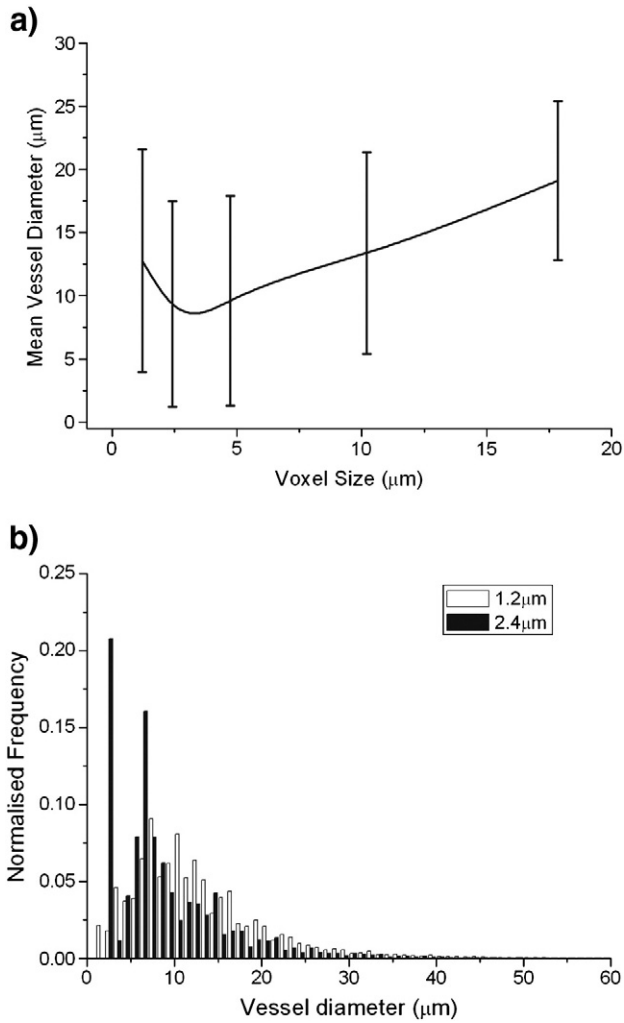 a)
30
25
20
15
10
5
0
Mean Vessel Diameter (μm)
0 5 10 15 20
Voxel Size (μm)
b)
0.25
0.20
0.15
0.10
0.05
0.00
Normalised Frequency
1.2μm
2.4μm
0 10 20 30 40 50 60
Vessel diameter (μm)